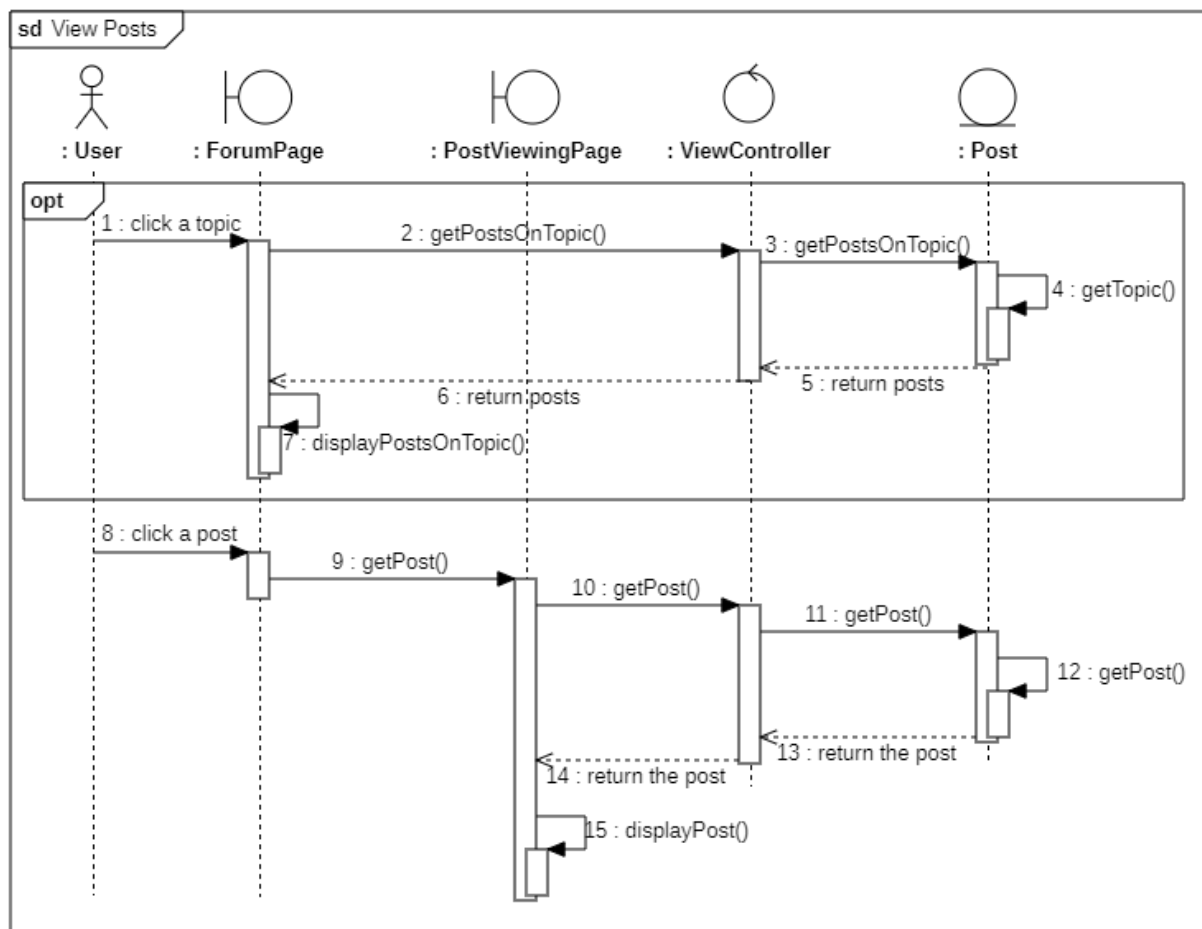 sd View Posts
: User
: ForumPage
: PostViewingPage
: ViewController
: Post
opt
1 : click a topic
2 : getPostsOnTopic()
3 : getPostsOnTopic()
4 : getTopic()
5 : return posts
6 : return posts
7 : displayPostsOnTopic()
8 : click a post
9 : getPost()
10 : getPost()
11 : getPost()
12 : getPost()
13 : return the post
14 : return the post
15 : displayPost()